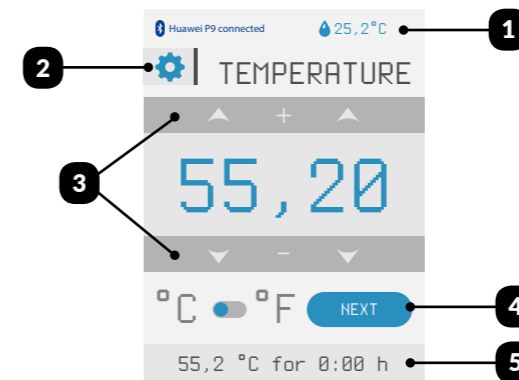 Huawei P9 connected 25,2°C
1
2
TEMPERATURE
+
3
55,20
-
°C °F NEXT
4
55,2 °C for 0:00 h
5